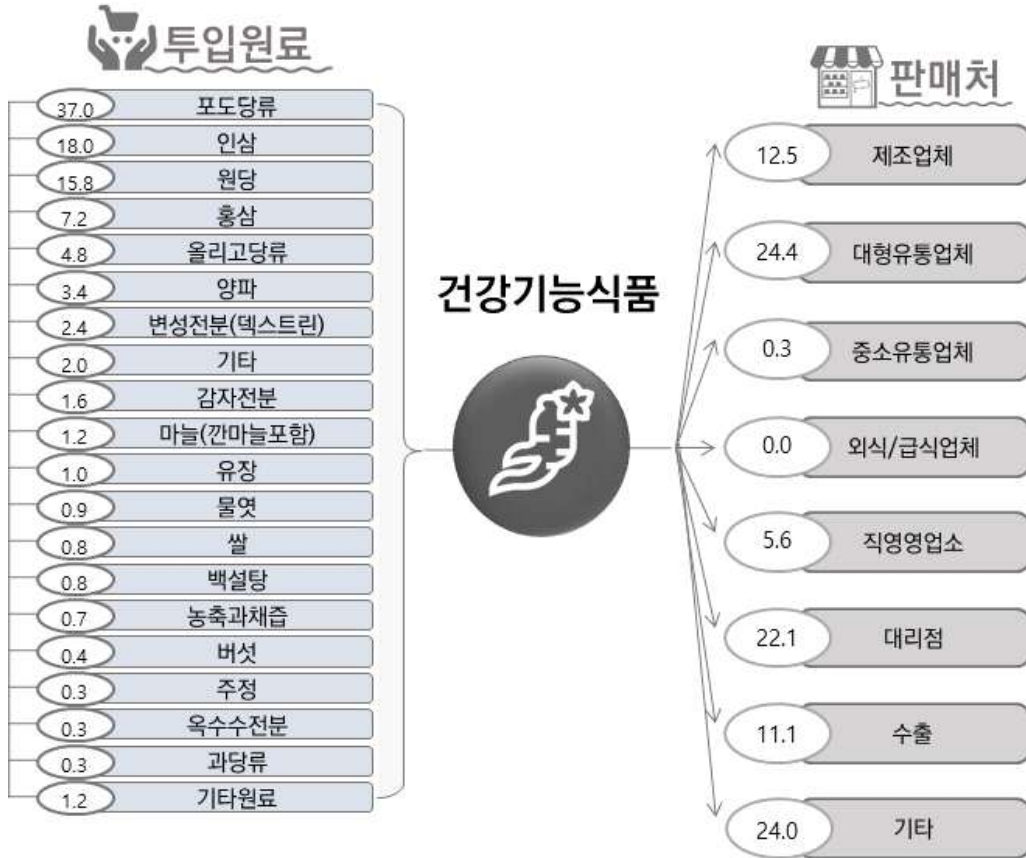 투입원료
37.0 포도당류
18.0 인삼
15.8 원당
7.2 홍삼
4.8 올리고당류
3.4 양파
2.4 변성전분(덱스트린)
2.0 기타
1.6 감자전분
1.2 마늘(깐마늘포함)
1.0 유장
0.9 물엿
0.8 쌀
0.8 백설탕
0.7 농축과채즙
0.4 버섯
0.3 주정
0.3 옥수수전분
0.3 과당류
1.2 기타원료
건강기능식품
판매처
12.5 제조업체
24.4 대형유통업체
0.3 중소유통업체
0.0 외식/급식업체
5.6 직영영업소
22.1 대리점
11.1 수출
24.0 기타